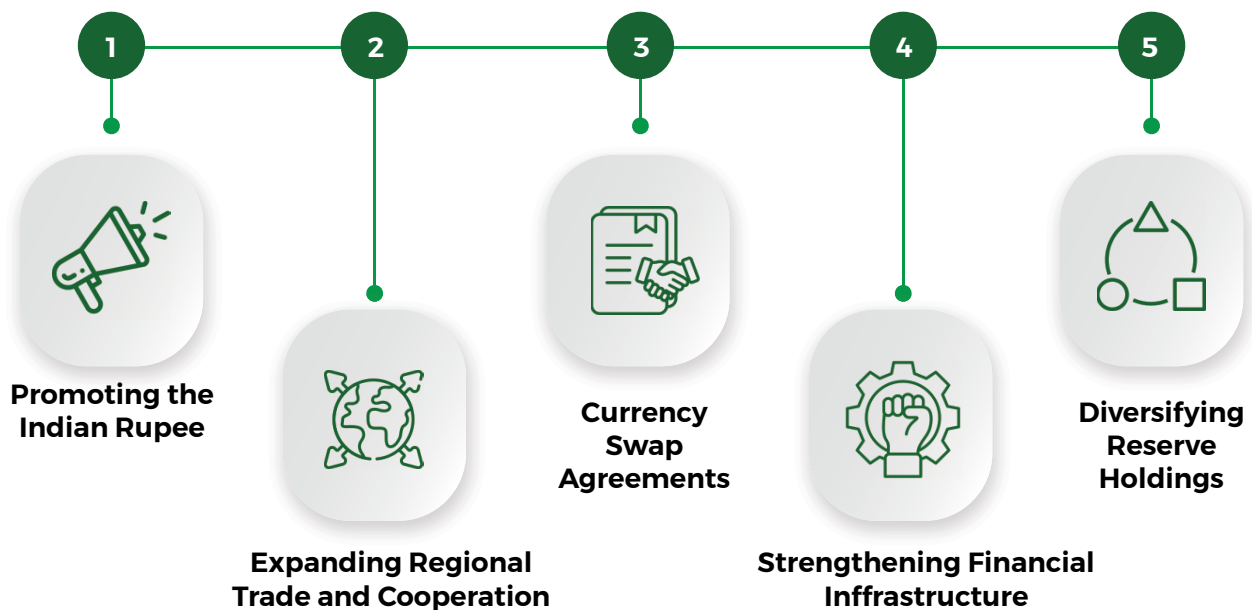 1
2
3
4
5
Promoting the
Indian Rupee
Expanding Regional
Trade and Cooperation
Currency
Swap
Agreements
Strengthening Financial
Inffrastructure
Diversifying
Reserve
Holdings